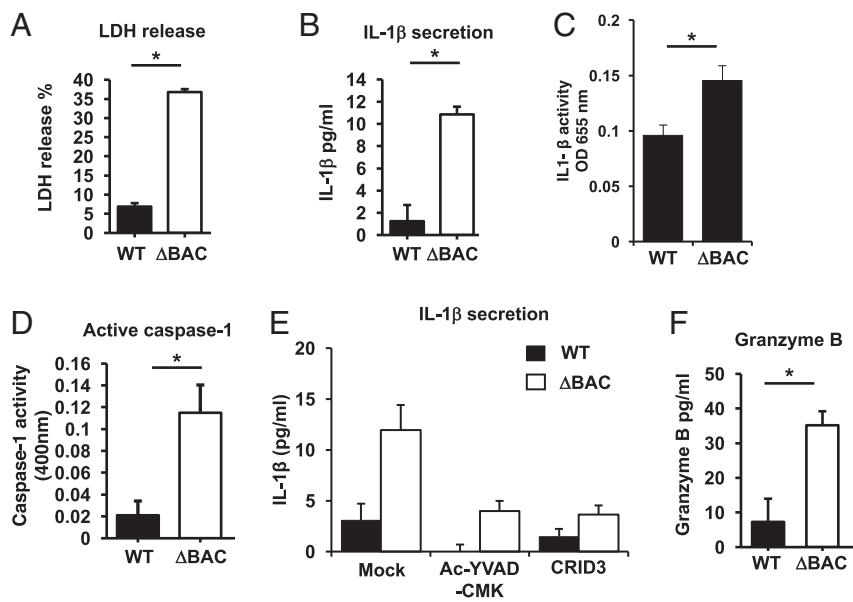 A
LDH release
*
LDH release %
40
35
30
25
20
15
10
5
0
WT ΔBAC
B
IL-1β secretion
*
IL-1β pg/ml
14
12
10
8
6
4
2
0
WT ΔBAC
C
*
IL1- β activity
OD 655 nm
0.2
0.15
0.1
0.05
0
WT ΔBAC
D
Active caspase-1
*
Caspase-1 activity
(400nm)
0.16
0.14
0.12
0.1
0.08
0.06
0.04
0.02
0
WT ΔBAC
E
IL-1β secretion
WT
ΔBAC
IL-1β (pg/ml)
20
15
10
5
0
Mock Ac-YVAD CRID3
-CMK
F
Granzyme B
*
Granzyme B pg/ml
50
40
30
20
10
0
WT ΔBAC